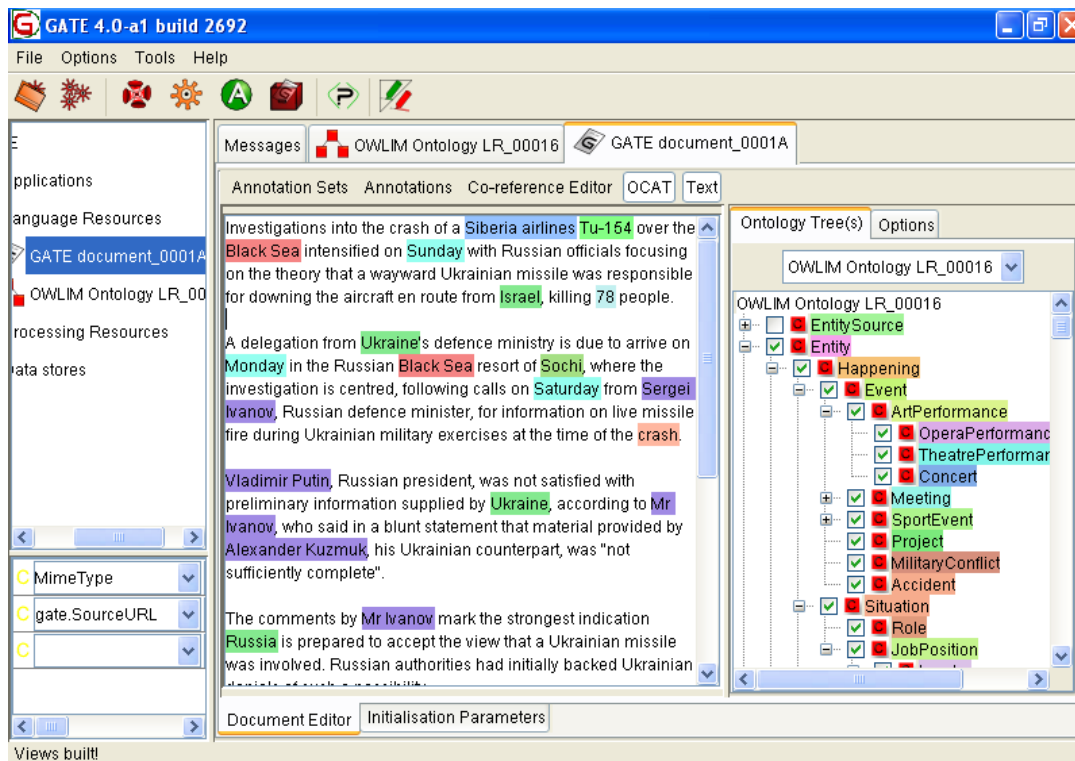 GATE 4.0-a1 build 2692
File Options Tools Help
Messages OWLIM Ontology LR_00016 GATE document_0001A
pplications
anguage Resources
GATE document_0001A
OWLIM Ontology LR_00
rocessing Resources
ata stores
MimeType
gate.SourceURL
Annotation Sets Annotations Co-reference Editor OCAT Text
Investigations into the crash of a Siberia airlines Tu-154 over the
Black Sea intensified on Sunday with Russian officials focusing
on the theory that a wayward Ukrainian missile was responsible
for downing the aircraft en route from Israel, killing 78 people.
A delegation from Ukraine's defence ministry is due to arrive on
Monday in the Russian Black Sea resort of Sochi, where the
investigation is centred, following calls on Saturday from Sergei
Ivanov, Russian defence minister, for information on live missile
fire during Ukrainian military exercises at the time of the crash.
Vladimir Putin, Russian president, was not satisfied with
preliminary information supplied by Ukraine, according to Mr
Ivanov, who said in a blunt statement that material provided by
Alexander Kuzmuk, his Ukrainian counterpart, was "not
sufficiently complete".
The comments by Mr Ivanov mark the strongest indication
Russia is prepared to accept the view that a Ukrainian missile
was involved. Russian authorities had initially backed Ukrainian
Ontology Tree(s) Options
OWLIM Ontology LR_00016
OWLIM Ontology LR_00016
C EntitySource
C Entity
C Happening
C Event
C ArtPerformance
C OperaPerformanc
C TheatrePerformar
C Concert
C Meeting
C SportEvent
C Project
C MilitaryConflict
C Accident
C Situation
C Role
C JobPosition
Document Editor Initialisation Parameters
Views built!